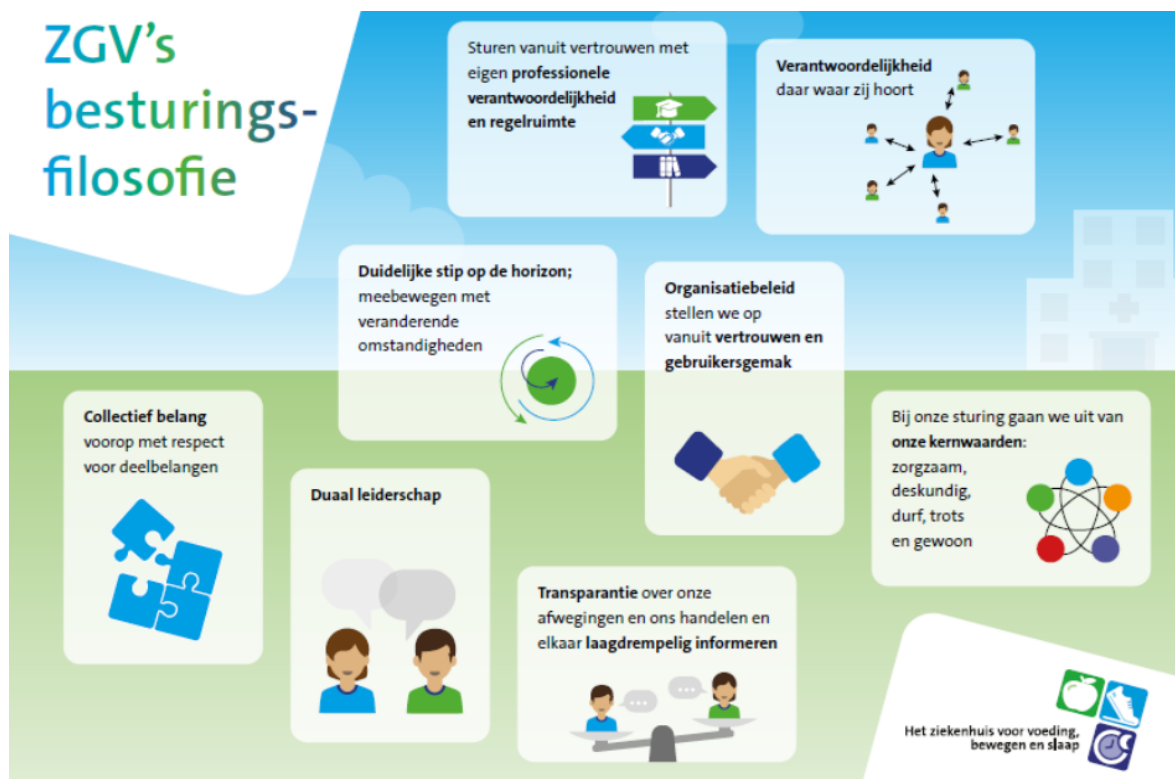 ZGV's
besturings-
filosofie
Sturen vanuit vertrouwen met
eigen professionele
verantwoordelijkheid
en regelruimte
Verantwoordelijkheid
daar waar zij hoort
Duidelijke stip op de horizon;
meebewegen met
veranderende
omstandigheden
Organisatiebeleid
stellen we op
vanuit vertrouwen en
gebruikersgemak
Collectief belang
voorop met respect
voor deelbelangen
Duaal leiderschap
Bij onze sturing gaan we uit van
onze kernwaarden:
zorgzaam,
deskundig,
durf, trots
en gewoon
Transparantie over onze
afwegingen en ons handelen en
elkaar laagdrempelig informeren
Het ziekenhuis voor voeding,
bewegen en slaap